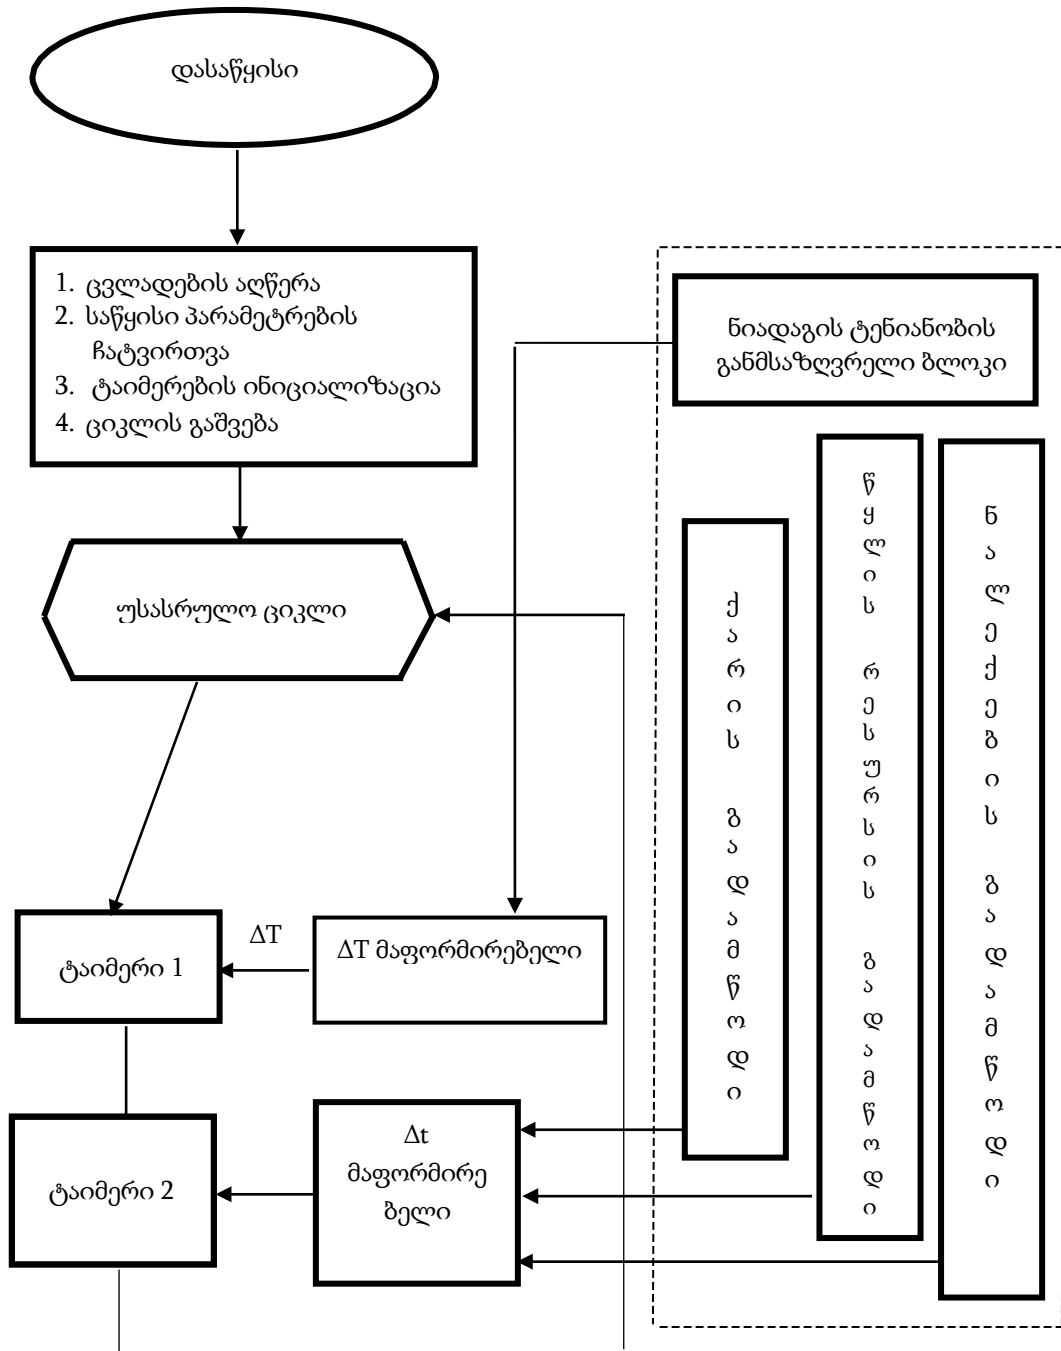 დასაწყისი
1. ცვლადების აღწერა
2. საწყისი პარამეტრების
ჩატვირთვა
3. ტაიმერების ინიციალიზაცია
4. ციკლის გაშვება
ნიადაგის ტენიანობის
განმსაზღვრელი ბლოკი
უსასრულო ციკლი
ქარის გადამწოდი
წყლის რესურსის გადამწოდი
ნალექების გადამწოდი
ტაიმერი 1
ΔT
ΔT მაფორმირებელი
ტაიმერი 2
Δt
მაფორმირე
ბელი